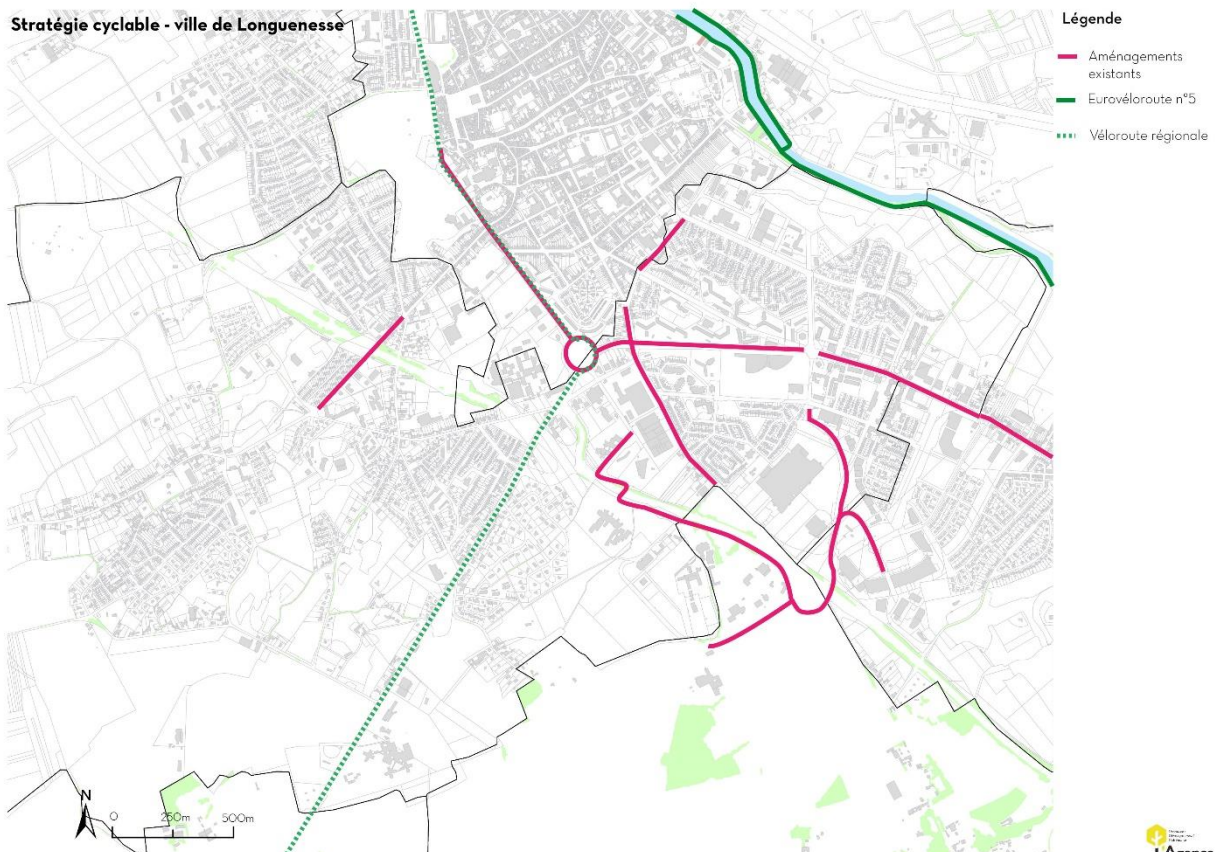 Stratégie cyclable - ville de Longuenesse
Légende
Aménagements
existants
Eurovéloroute n°5
Véloroute régionale
N
0 250m 500m